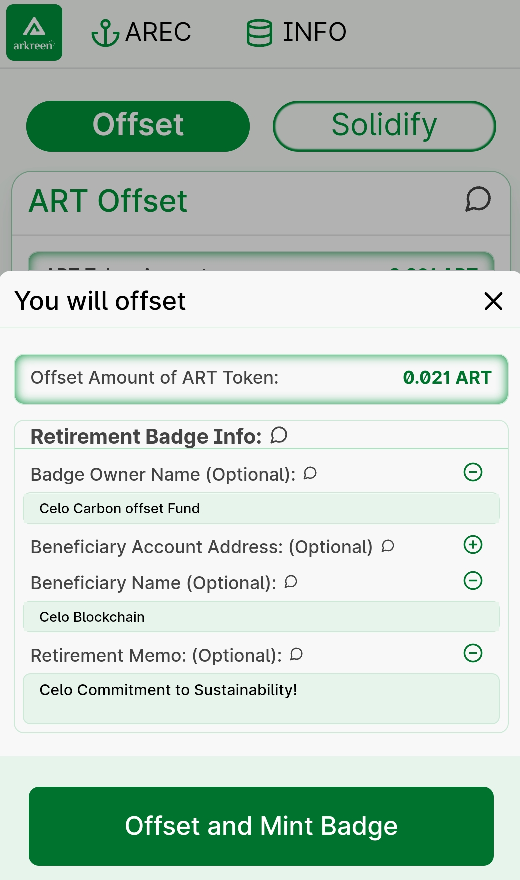 arkreen
AREC
INFO
Offset
Solidify
ART Offset
You will offset
Offset Amount of ART Token:
0.021 ART
Retirement Badge Info:
Badge Owner Name (Optional):
Celo Carbon offset Fund
Beneficiary Account Address: (Optional)
Beneficiary Name (Optional):
Celo Blockchain
Retirement Memo: (Optional):
Celo Commitment to Sustainability!
Offset and Mint Badge